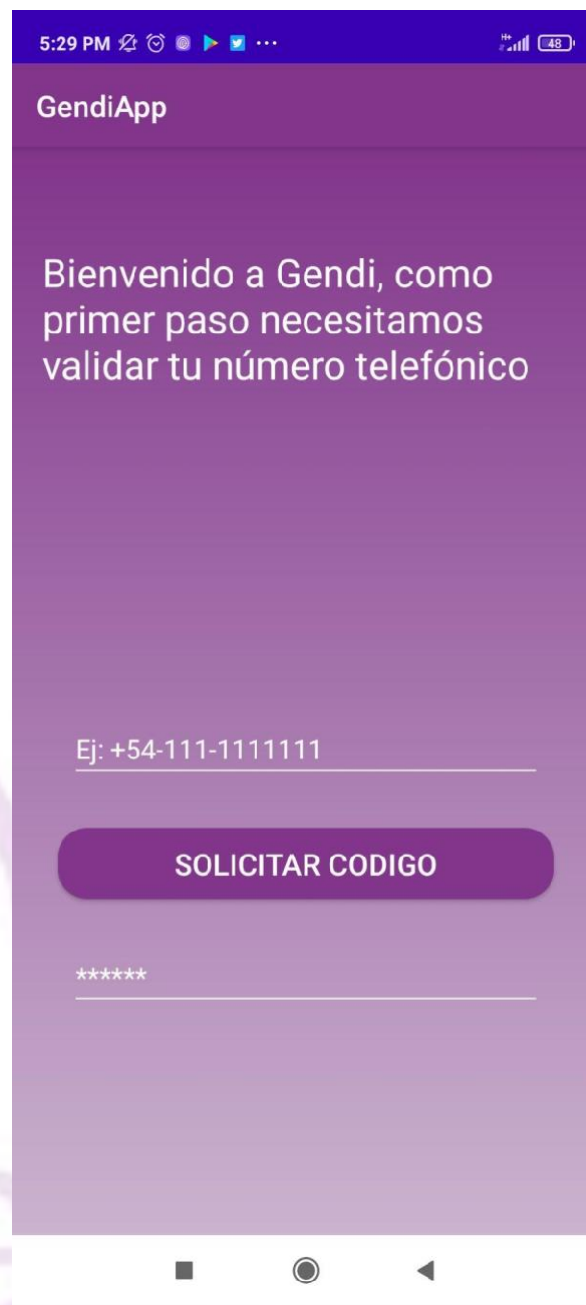 5:29 PM
48
GendiApp
Bienvenido a Gendi, como
primer paso necesitamos
validar tu número telefónico
Ej: +54-111-1111111
SOLICITAR CODIGO
******